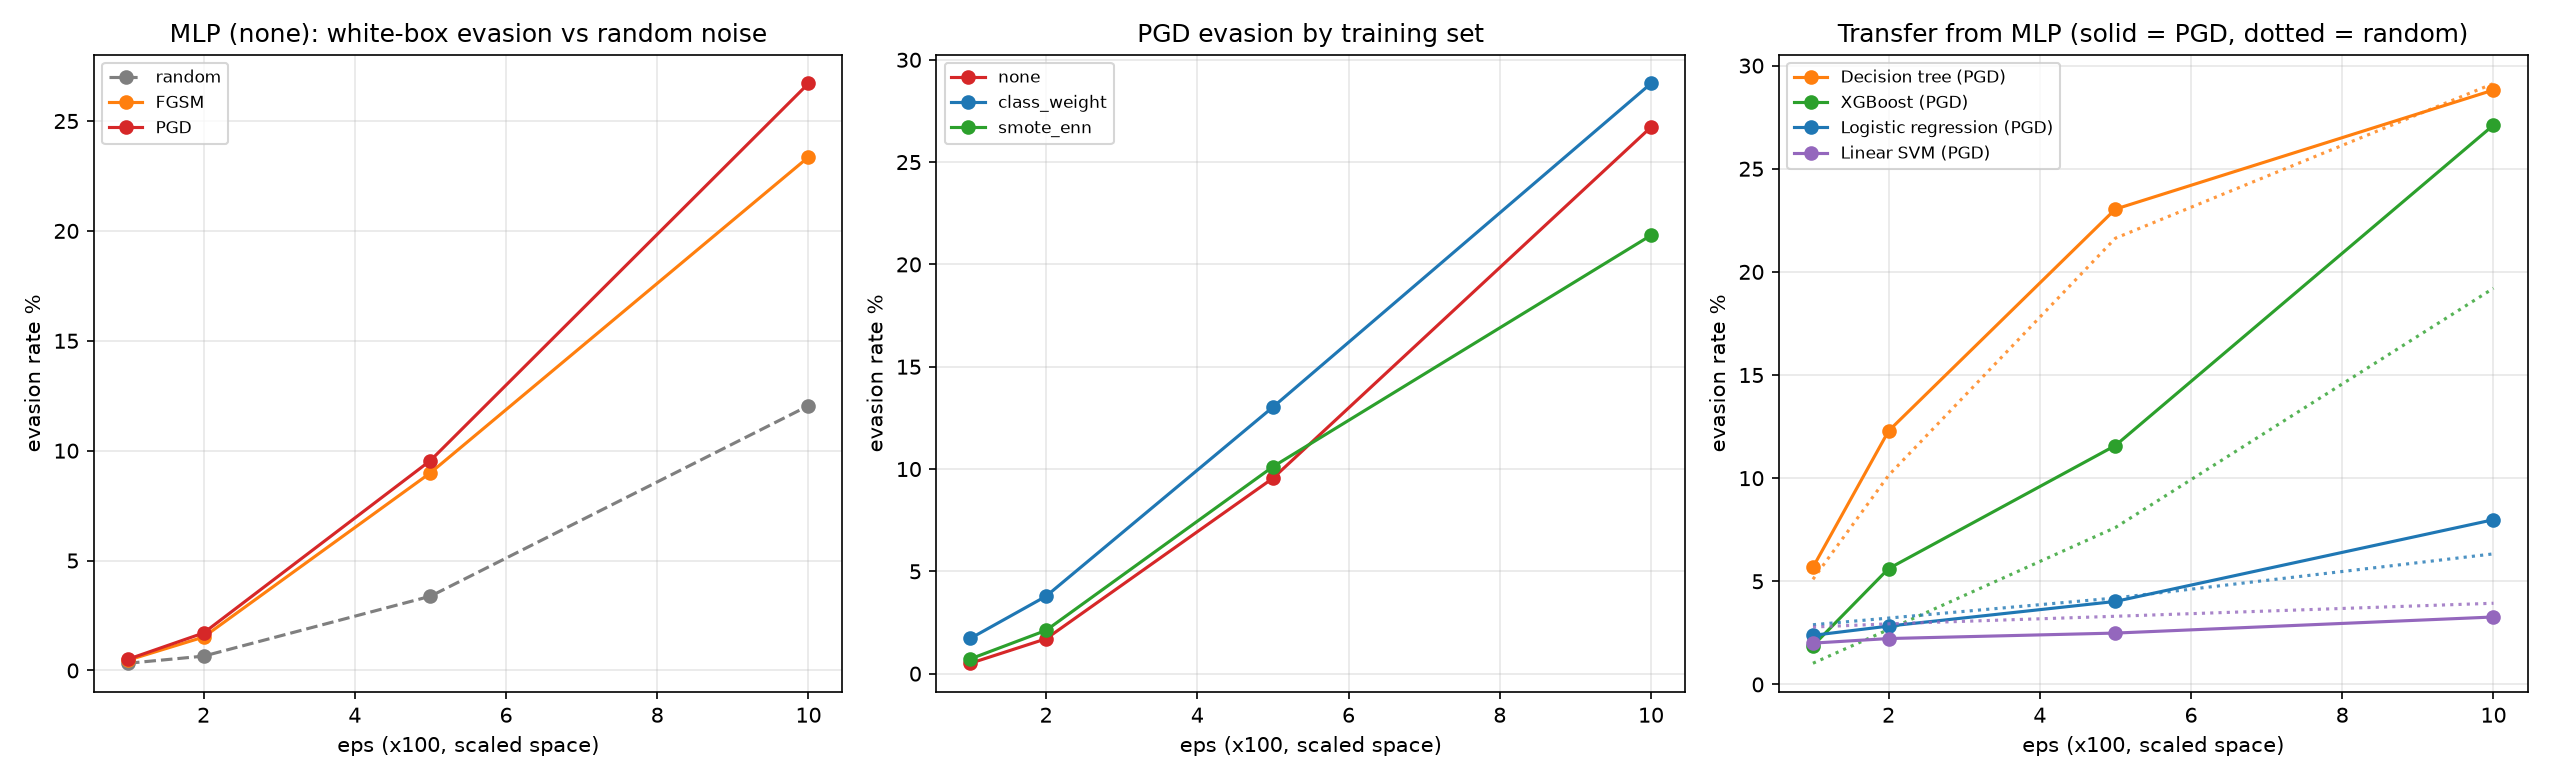 MLP (none): white-box evasion vs random noise
random
FGSM
PGD
25
20
15
10
5
0
evasion rate %
2 4 6 8 10
eps (x100, scaled space)
PGD evasion by training set
none
class_weight
smote_enn
30
25
20
15
10
5
0
evasion rate %
2 4 6 8 10
eps (x100, scaled space)
Transfer from MLP (solid = PGD, dotted = random)
Decision tree (PGD)
XGBoost (PGD)
Logistic regression (PGD)
Linear SVM (PGD)
30
25
20
15
10
5
0
evasion rate %
2 4 6 8 10
eps (x100, scaled space)